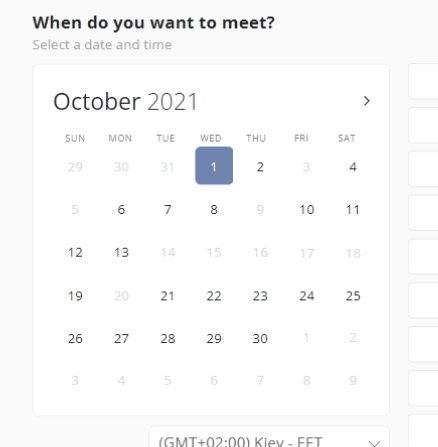 When do you want to meet?
Select a date and time
October 2021
SUN MON TUE WED THU FRI SAT
29 30 31 1 2 3 4
5 6 7 8 9 10 11
12 13 14 15 16 17 18
19 20 21 22 23 24 25
26 27 28 29 30 1 2
3 4 5 6 7 8 9
(GMT+02:00) Kiev - EET